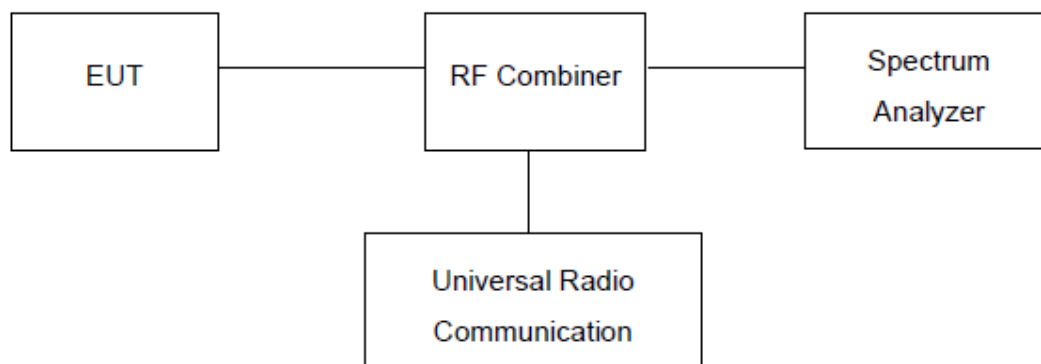 EUT
RF Combiner
Spectrum
Analyzer
Universal Radio
Communication